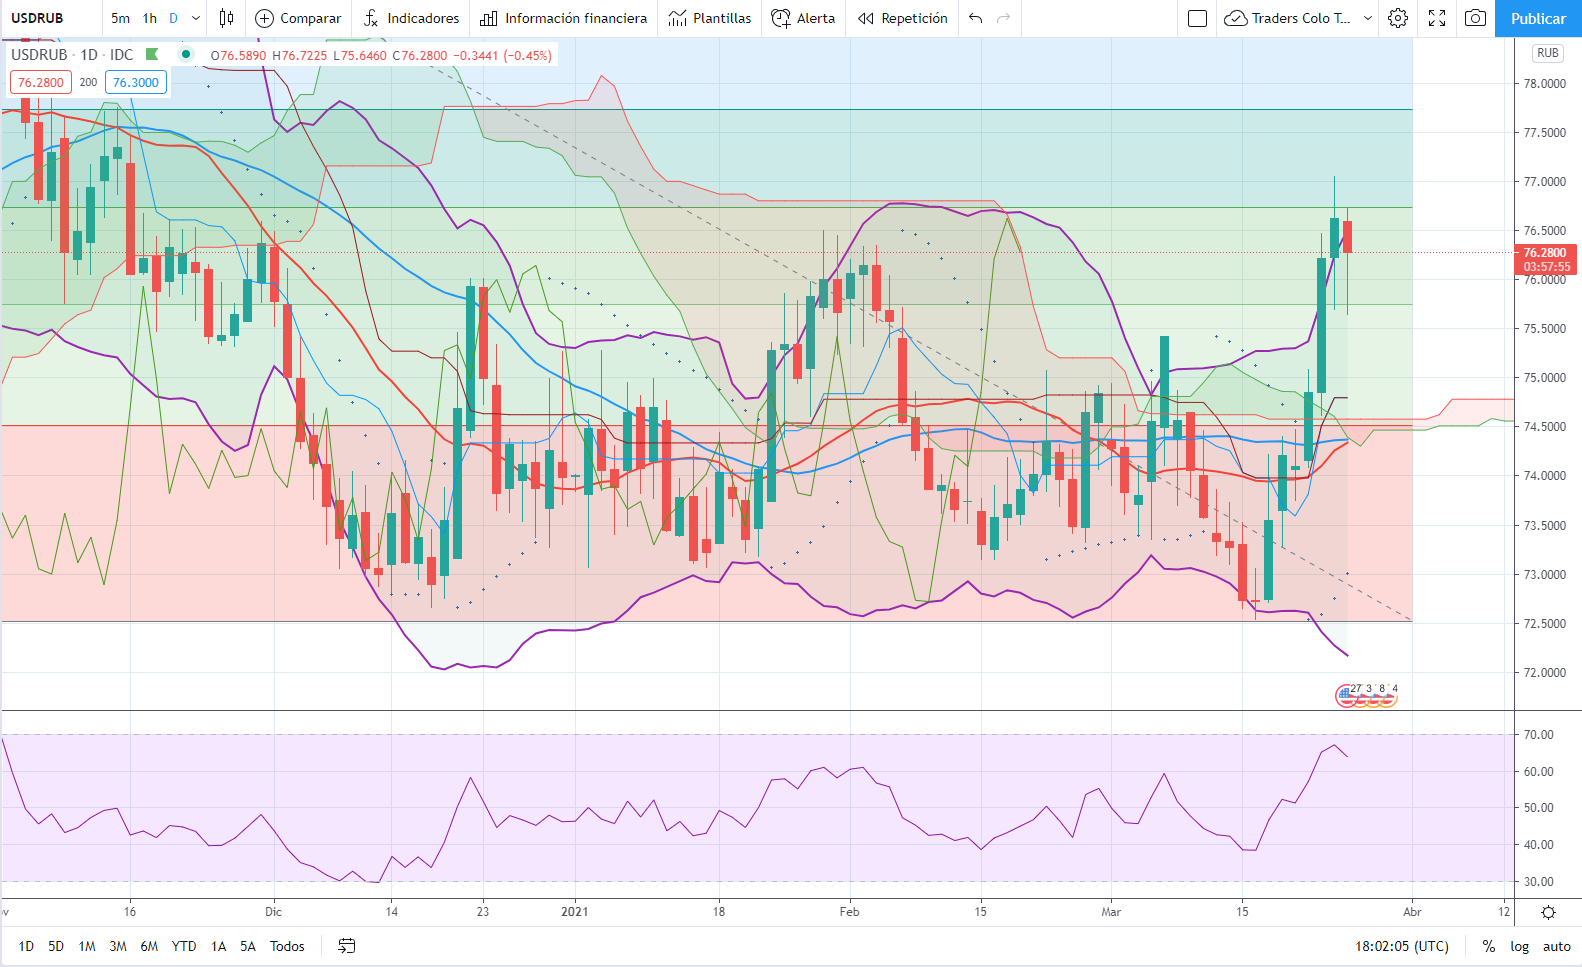 USDRUB 5m 1h D Comparar Indicadores Información financiera Plantillas Alerta Repetición Traders Colo T... Publicar
USDRUB · 1D · IDC O76.5890 H76.7225 L75.6460 C76.2800 −0.3441 (−0.45%)
76.2800 200 76.3000
RUB
78.0000
77.5000
77.0000
76.5000
76.2800
03:57:55
76.0000
75.5000
75.0000
74.5000
74.0000
73.5000
73.0000
72.5000
72.0000
27 3 8 4
70.00
60.00
50.00
40.00
30.00
16 Dic 14 23 2021 18 Feb 15 Mar 15 Abr 12
1D 5D 1M 3M 6M YTD 1A 5A Todos 18:02:05 (UTC) % log auto